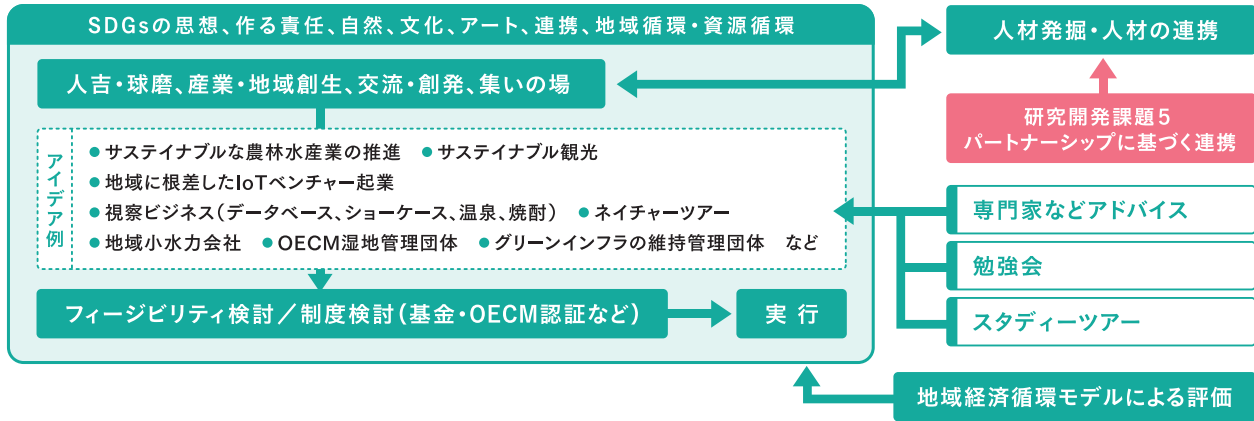 SDGsの思想、作る責任、自然、文化、アート、連携、地域循環・資源循環
人吉・球磨、産業・地域創生、交流・創発、集いの場
アイデア例
●サステイナブルな農林水産業の推進 ●サステイナブル観光
●地域に根差したIoTベンチャー起業
●視察ビジネス（データベース、ショーケース、温泉、焼酎） ●ネイチャーツアー
●地域小水力会社 ●OECM湿地管理団体 ●グリーンインフラの維持管理団体 など
フィージビリティ検討／制度検討（基金・OECM認証など）
実行
人材発掘・人材の連携
研究開発課題5
パートナーシップに基づく連携
専門家などアドバイス
勉強会
スタディーツアー
地域経済循環モデルによる評価